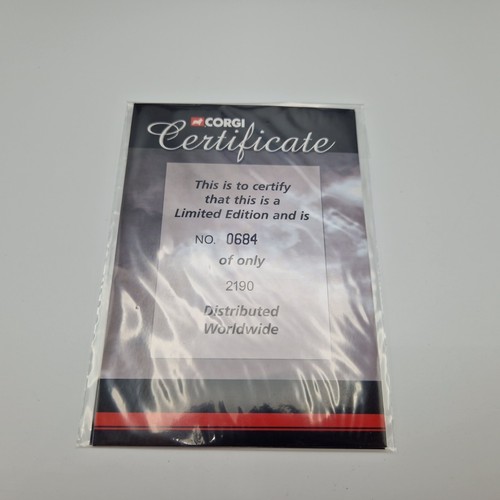 CORGI
Certificate
This is to certify
that this is a
Limited Edition and is
NO. 0684
of only
2190
Distributed
Worldwide